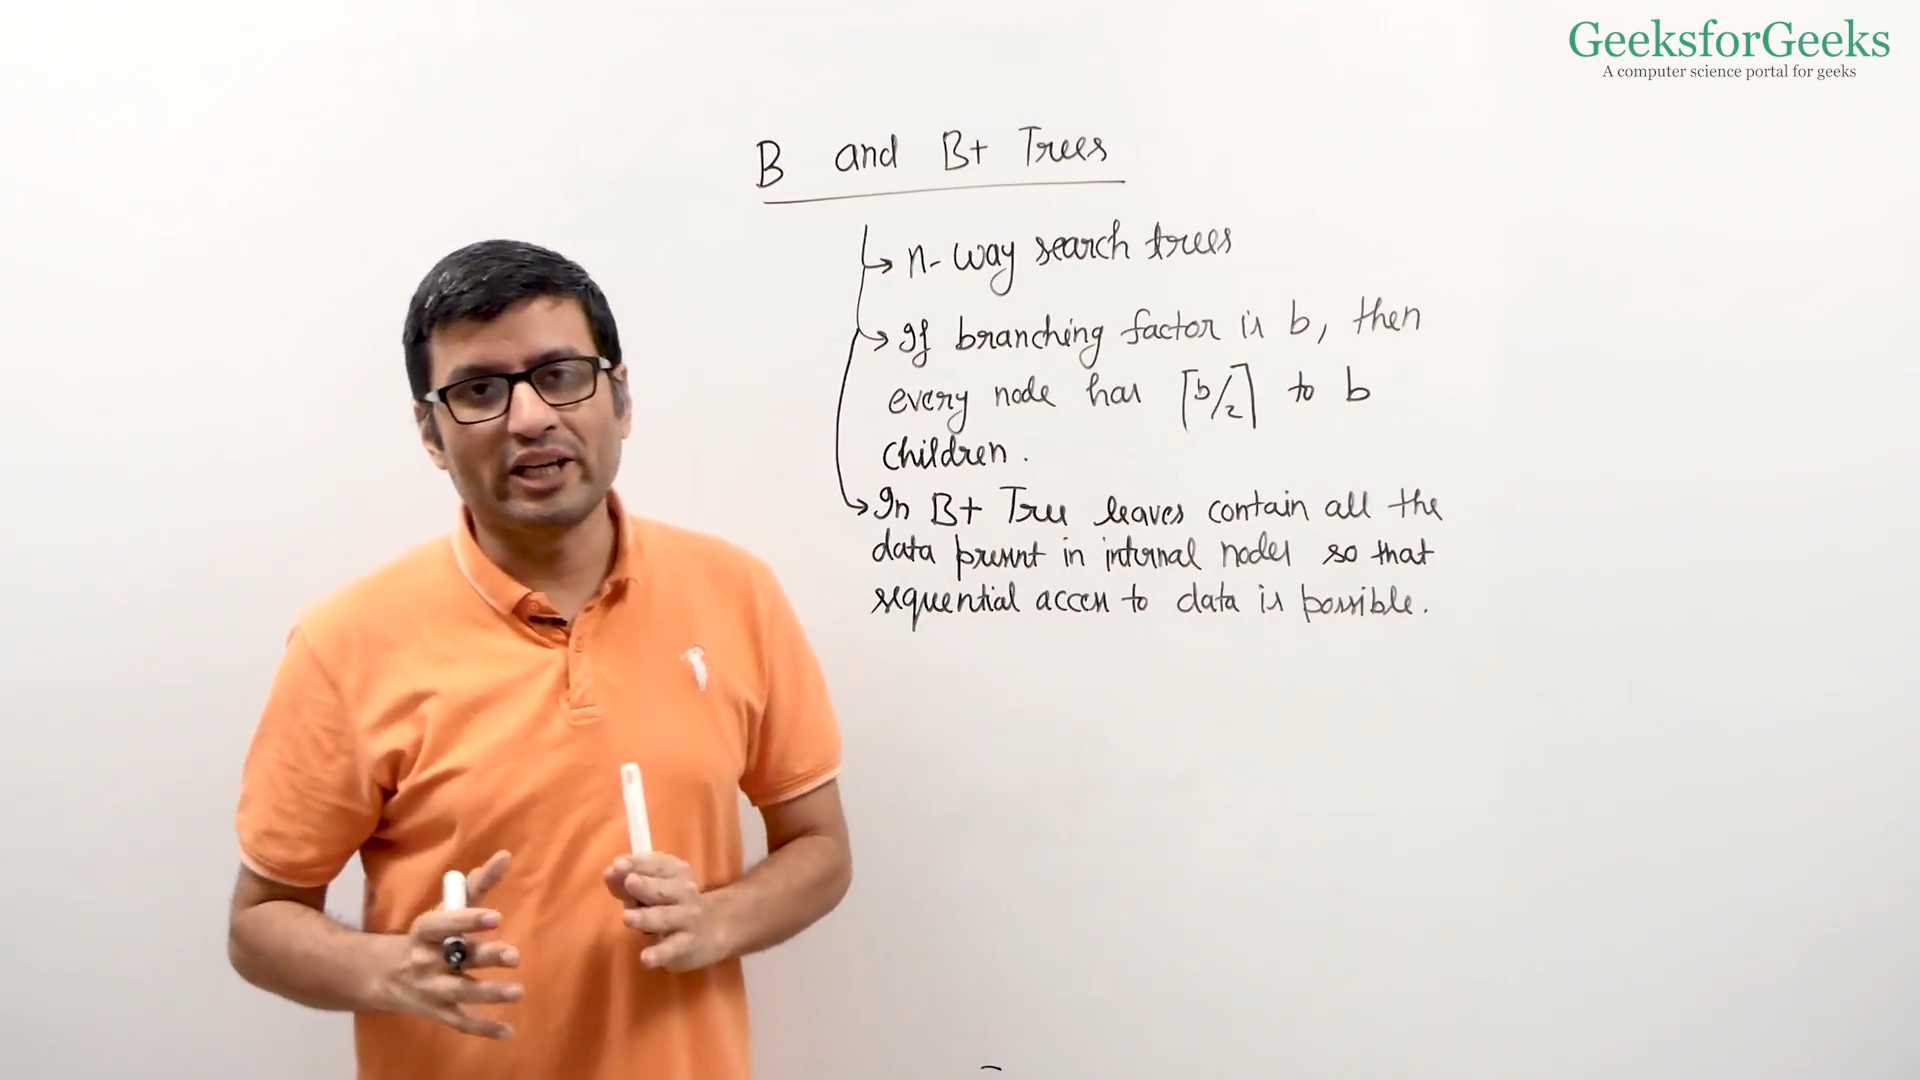 GeeksforGeeks
A computer science portal for geeks
B and B+ Trees
n-way search trees
If branching factor is b, then
every node has ⌈b/2⌉ to b
children.
In B+ Tree leaves contain all the
data present in internal nodes so that
sequential access to data is possible.